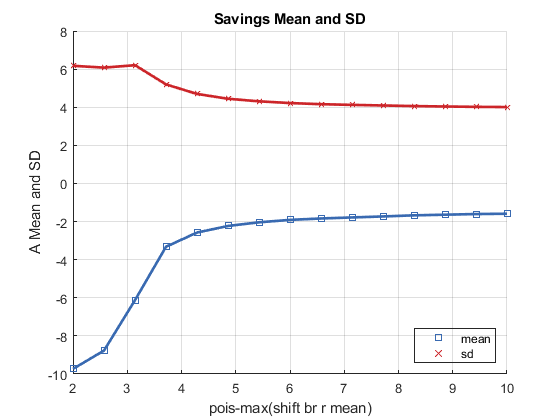 Savings Mean and SD
8
6
4
2
0
-2
-4
-6
-8
-10
A Mean and SD
2 3 4 5 6 7 8 9 10
pois-max(shift br r mean)
mean
sd